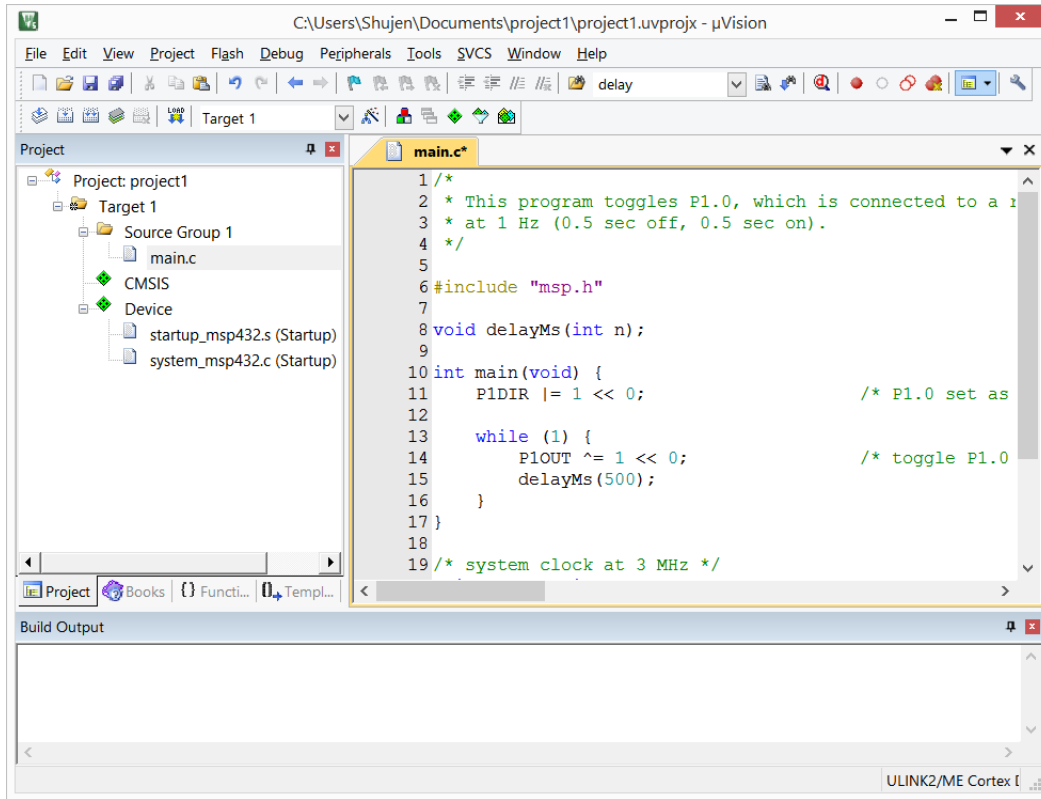 C:\Users\Shujen\Documents\project1\project1.uvprojx - µVision
File Edit View Project Flash Debug Peripherals Tools SVCS Window Help
delay
LOAD Target 1
Project
main.c*
Project: project1
Target 1
Source Group 1
main.c
CMSIS
Device
startup_msp432.s (Startup)
system_msp432.c (Startup)
1 /*
2 * This program toggles P1.0, which is connected to a r
3 * at 1 Hz (0.5 sec off, 0.5 sec on).
4 */
5
6 #include "msp.h"
7
8 void delayMs(int n);
9
10 int main(void) {
11 P1DIR |= 1 << 0; /* P1.0 set as
12
13 while (1) {
14 P1OUT ^= 1 << 0; /* toggle P1.0
15 delayMs(500);
16 }
17 }
18
19 /* system clock at 3 MHz */
Project Books {} Functi... 0 Templ...
Build Output
ULINK2/ME Cortex